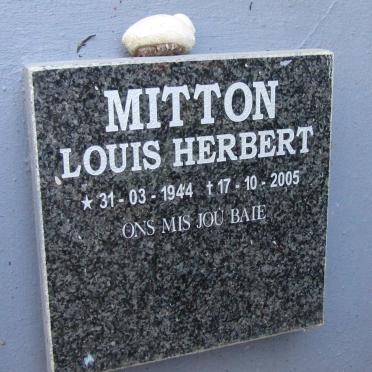 MITTON
LOUIS HERBERT
★ 31 - 03 - 1944 † 17 - 10 - 2005
ONS MIS JOU BAIE